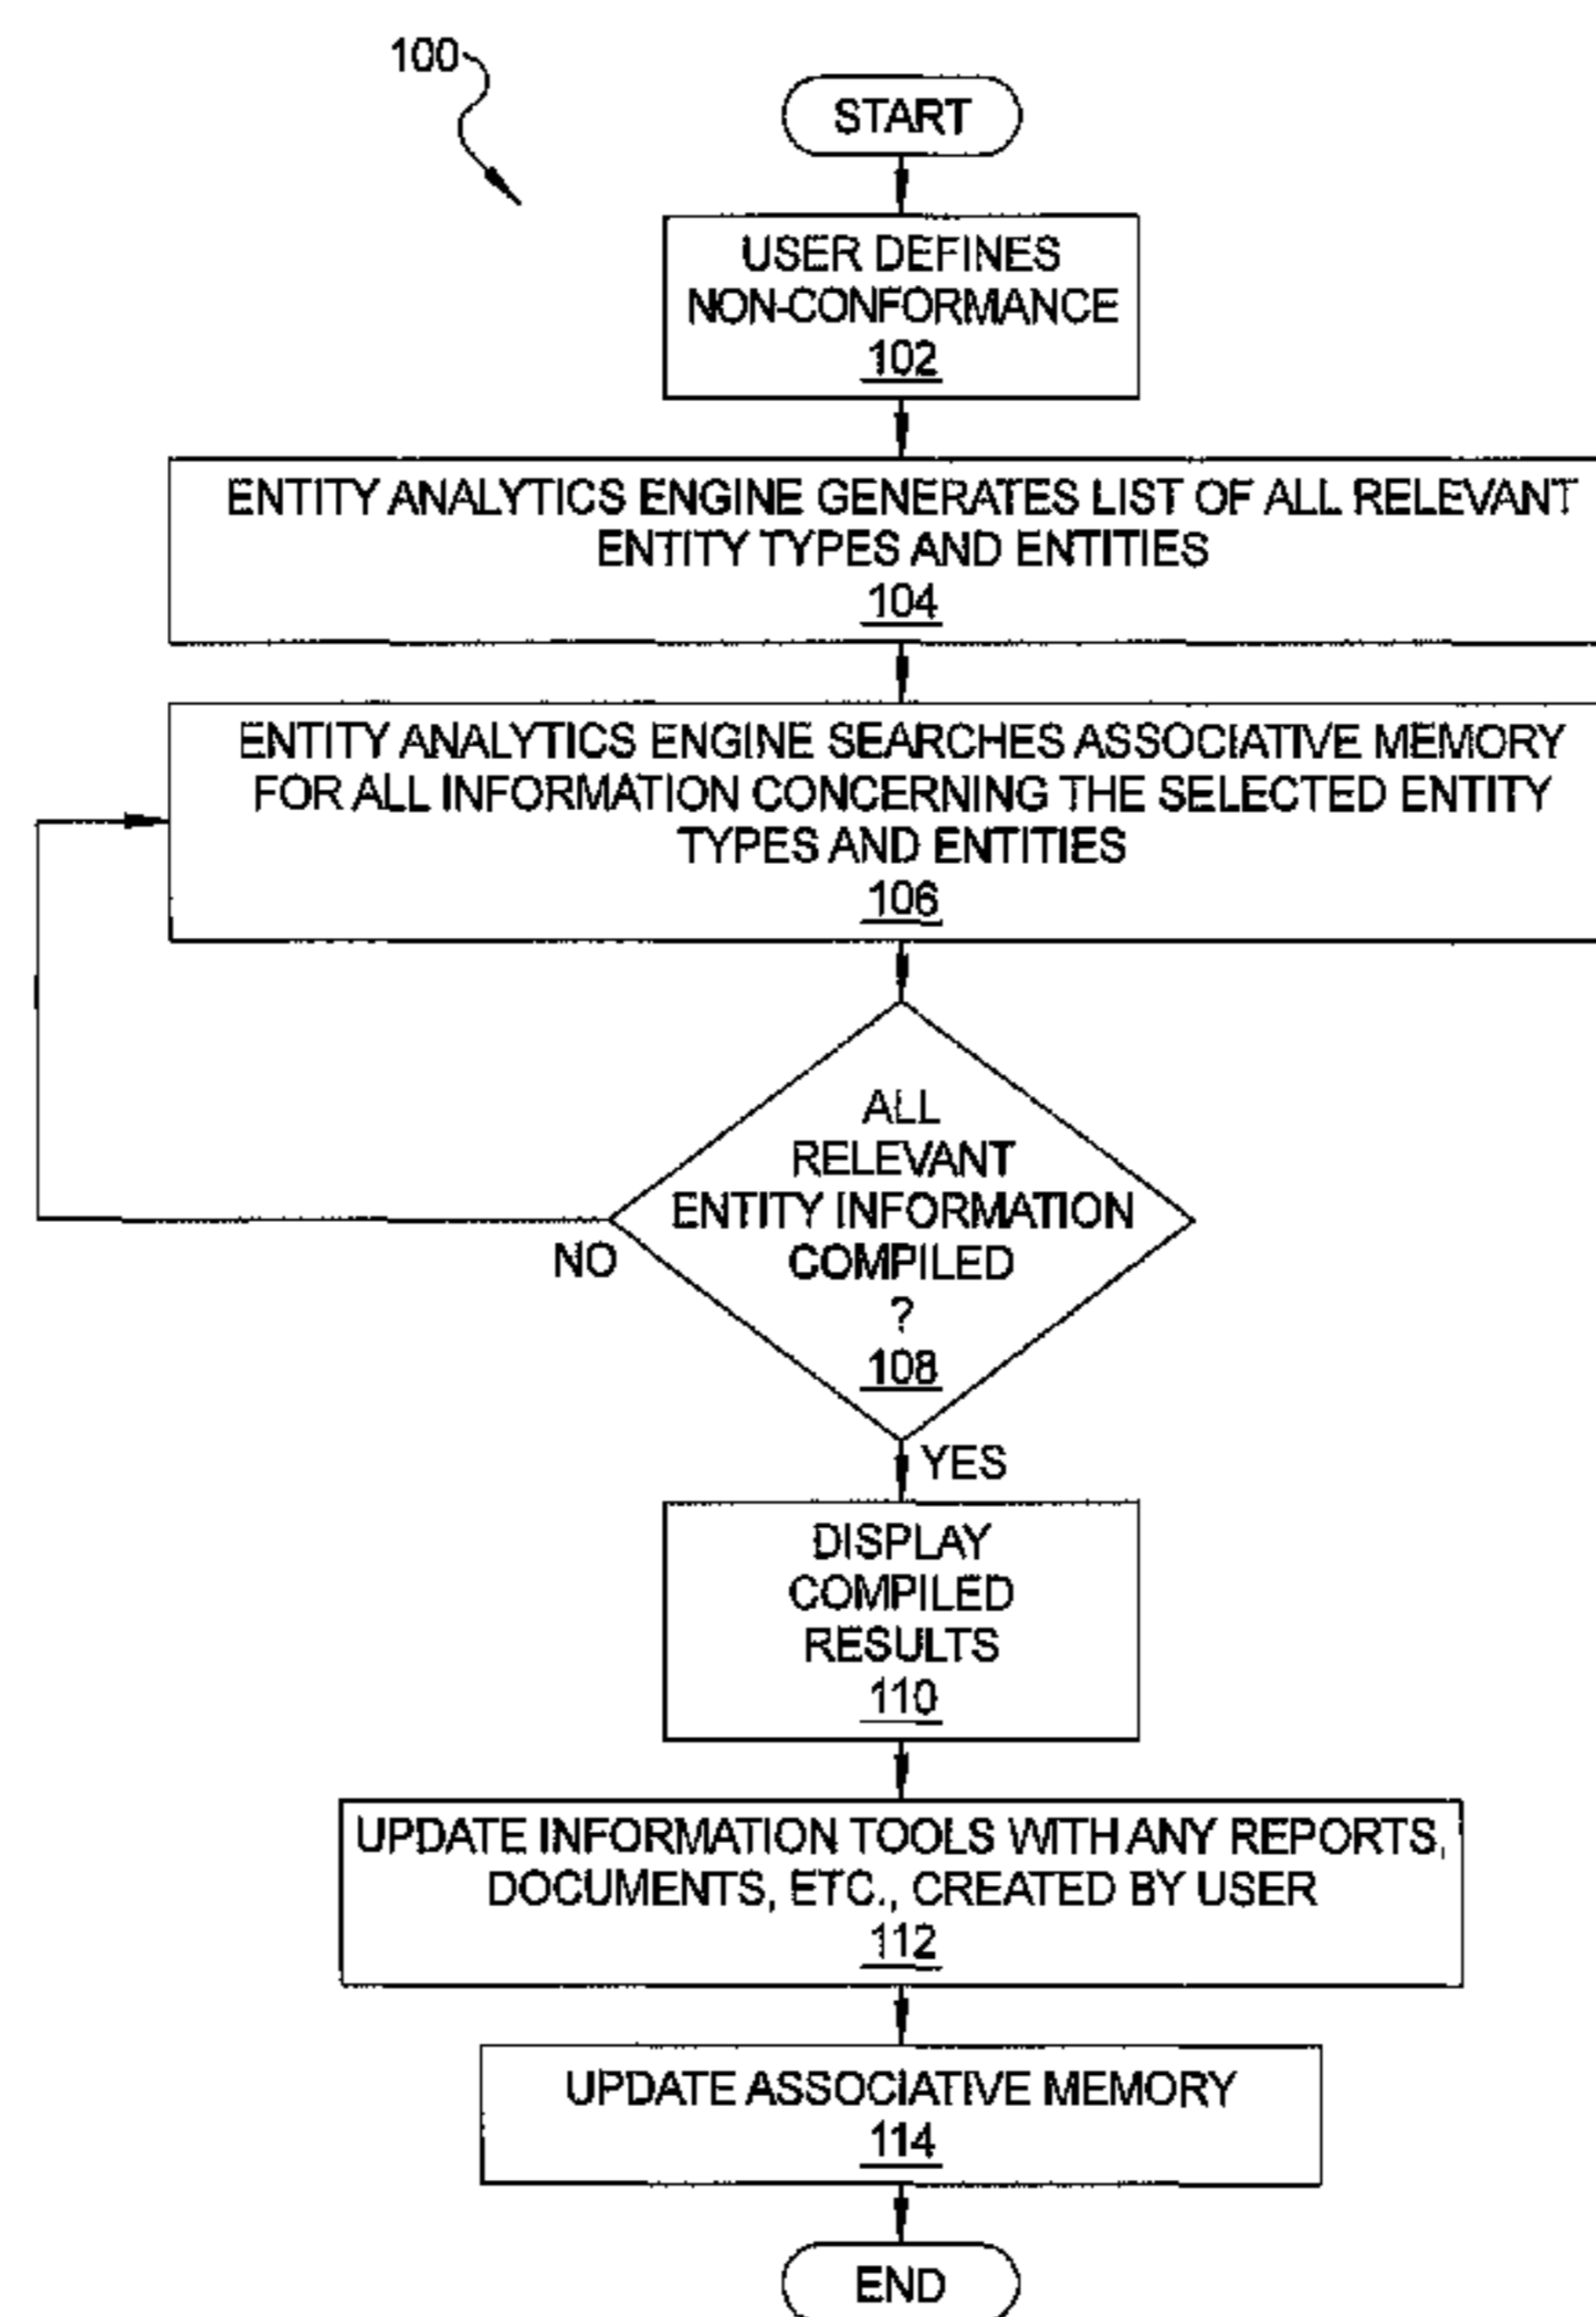 100
START
USER DEFINES
NON-CONFORMANCE
102
ENTITY ANALYTICS ENGINE GENERATES LIST OF ALL RELEVANT
ENTITY TYPES AND ENTITIES
104
ENTITY ANALYTICS ENGINE SEARCHES ASSOCIATIVE MEMORY
FOR ALL INFORMATION CONCERNING THE SELECTED ENTITY
TYPES AND ENTITIES
106
ALL
RELEVANT
ENTITY INFORMATION
COMPILED
?
108
NO
YES
DISPLAY
COMPILED
RESULTS
110
UPDATE INFORMATION TOOLS WITH ANY REPORTS,
DOCUMENTS, ETC., CREATED BY USER
112
UPDATE ASSOCIATIVE MEMORY
114
END